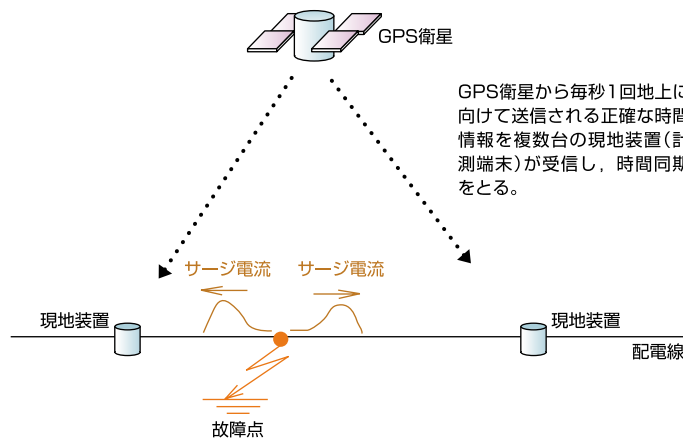 GPS衛星
GPS衛星から毎秒1回地上に
向けて送信される正確な時間
情報を複数台の現地装置（計
測端末）が受信し，時間同期
をとる。
サージ電流
サージ電流
現地装置
現地装置
配電線
故障点